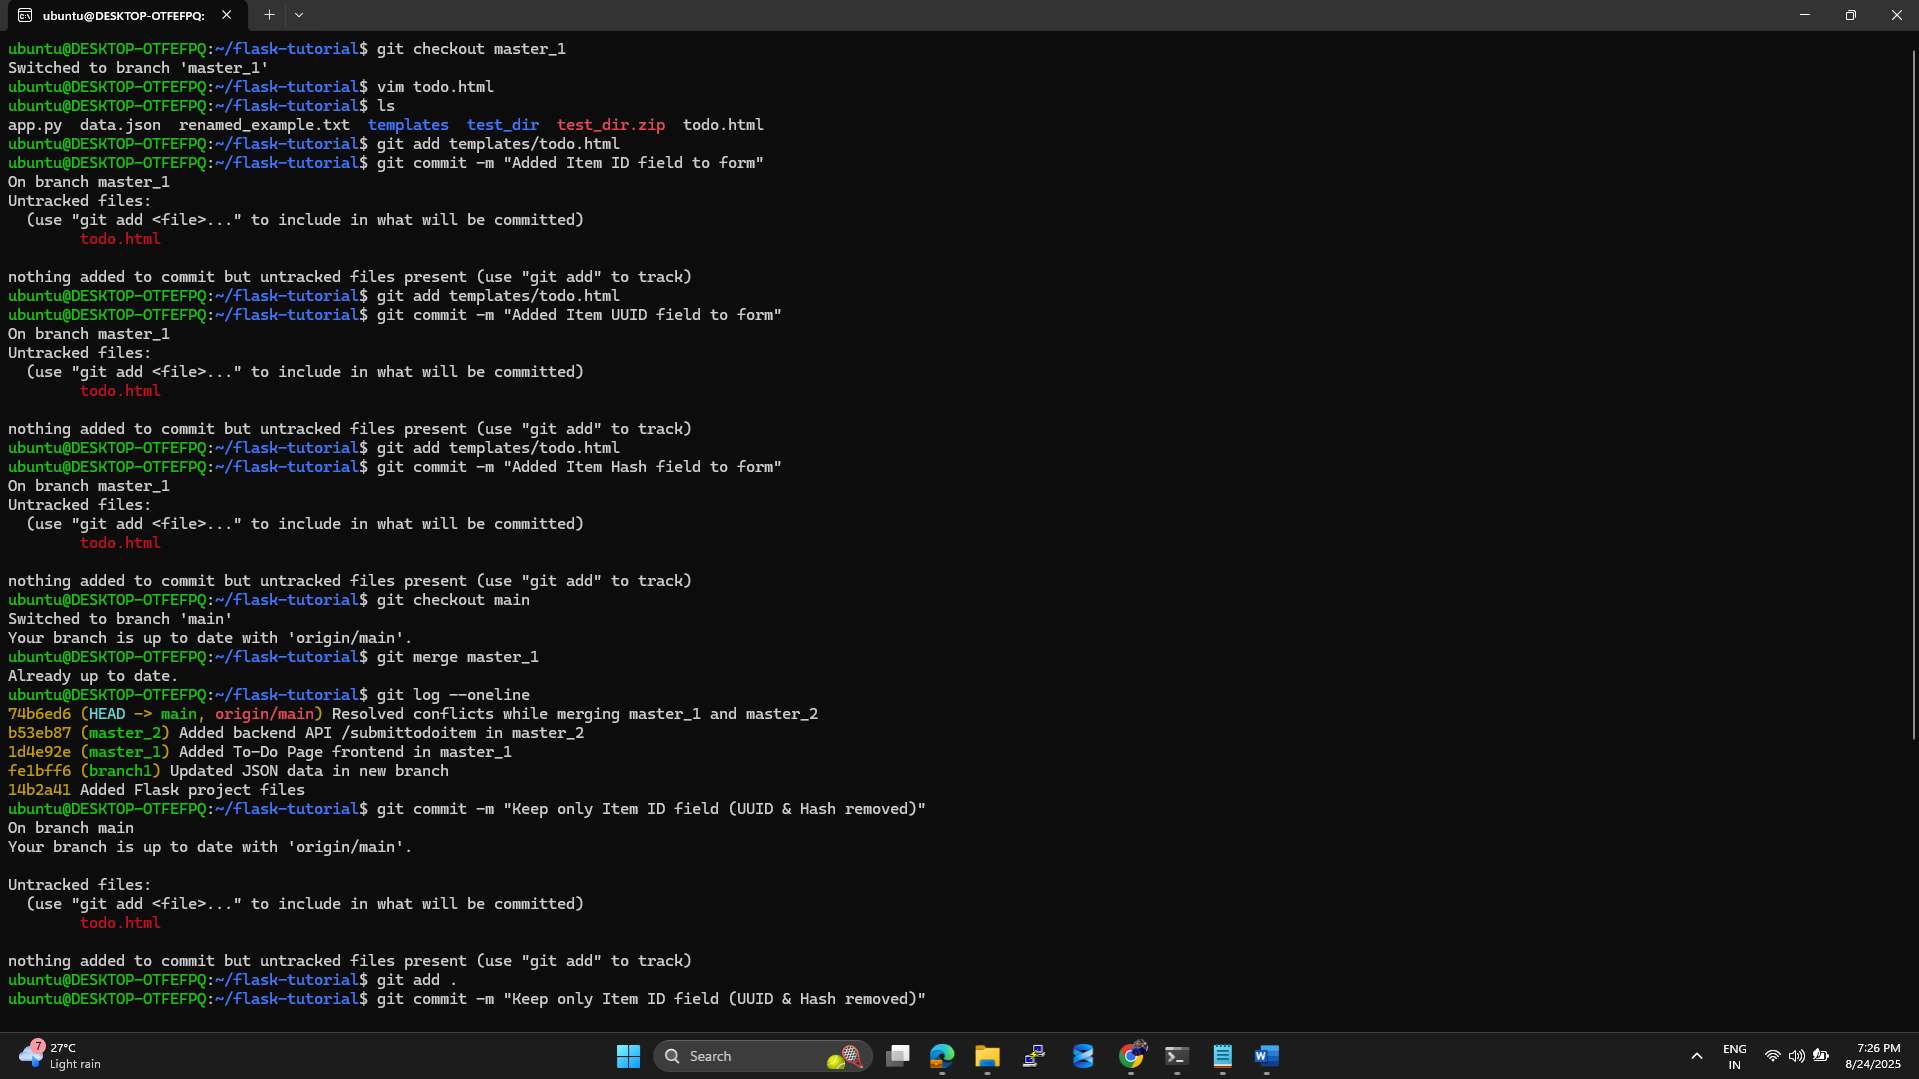 ubuntu@DESKTOP-OTFEFPQ:
ubuntu@DESKTOP-OTFEFPQ:~/flask-tutorial$ git checkout master_1
Switched to branch 'master_1'
ubuntu@DESKTOP-OTFEFPQ:~/flask-tutorial$ vim todo.html
ubuntu@DESKTOP-OTFEFPQ:~/flask-tutorial$ ls
app.py  data.json  renamed_example.txt  templates  test_dir  test_dir.zip  todo.html
ubuntu@DESKTOP-OTFEFPQ:~/flask-tutorial$ git add templates/todo.html
ubuntu@DESKTOP-OTFEFPQ:~/flask-tutorial$ git commit -m "Added Item ID field to form"
On branch master_1
Untracked files:
  (use "git add <file>..." to include in what will be committed)
        todo.html
nothing added to commit but untracked files present (use "git add" to track)
ubuntu@DESKTOP-OTFEFPQ:~/flask-tutorial$ git add templates/todo.html
ubuntu@DESKTOP-OTFEFPQ:~/flask-tutorial$ git commit -m "Added Item UUID field to form"
On branch master_1
Untracked files:
  (use "git add <file>..." to include in what will be committed)
        todo.html
nothing added to commit but untracked files present (use "git add" to track)
ubuntu@DESKTOP-OTFEFPQ:~/flask-tutorial$ git add templates/todo.html
ubuntu@DESKTOP-OTFEFPQ:~/flask-tutorial$ git commit -m "Added Item Hash field to form"
On branch master_1
Untracked files:
  (use "git add <file>..." to include in what will be committed)
        todo.html
nothing added to commit but untracked files present (use "git add" to track)
ubuntu@DESKTOP-OTFEFPQ:~/flask-tutorial$ git checkout main
Switched to branch 'main'
Your branch is up to date with 'origin/main'.
ubuntu@DESKTOP-OTFEFPQ:~/flask-tutorial$ git merge master_1
Already up to date.
ubuntu@DESKTOP-OTFEFPQ:~/flask-tutorial$ git log --oneline
74b6ed6 (HEAD -> main, origin/main) Resolved conflicts while merging master_1 and master_2
b53eb87 (master_2) Added backend API /submittodoitem in master_2
1d4e92e (master_1) Added To-Do Page frontend in master_1
fe1bff6 (branch1) Updated JSON data in new branch
14b2a41 Added Flask project files
ubuntu@DESKTOP-OTFEFPQ:~/flask-tutorial$ git commit -m "Keep only Item ID field (UUID & Hash removed)"
On branch main
Your branch is up to date with 'origin/main'.
Untracked files:
  (use "git add <file>..." to include in what will be committed)
        todo.html
nothing added to commit but untracked files present (use "git add" to track)
ubuntu@DESKTOP-OTFEFPQ:~/flask-tutorial$ git add .
ubuntu@DESKTOP-OTFEFPQ:~/flask-tutorial$ git commit -m "Keep only Item ID field (UUID & Hash removed)"
7
27°C
Light rain
Search
ENG
IN
7:26 PM
8/24/2025